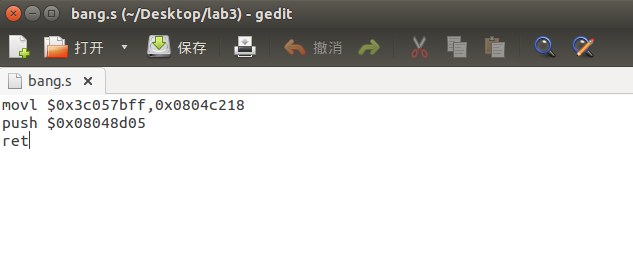 bang.s (~/Desktop/lab3) - gedit
打开 保存 撤消
bang.s
movl $0x3c057bff,0x0804c218
push $0x08048d05
ret